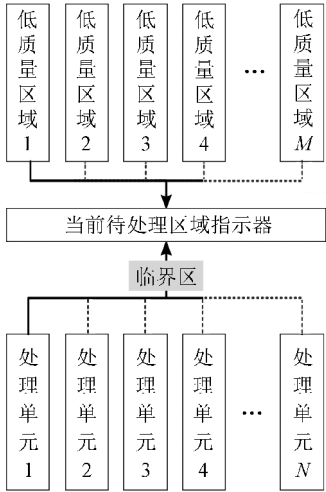 低质量区域1
低质量区域2
低质量区域3
低质量区域4
···
低质量区域M
当前待处理区域指示器
临界区
处理单元1
处理单元2
处理单元3
处理单元4
···
处理单元N